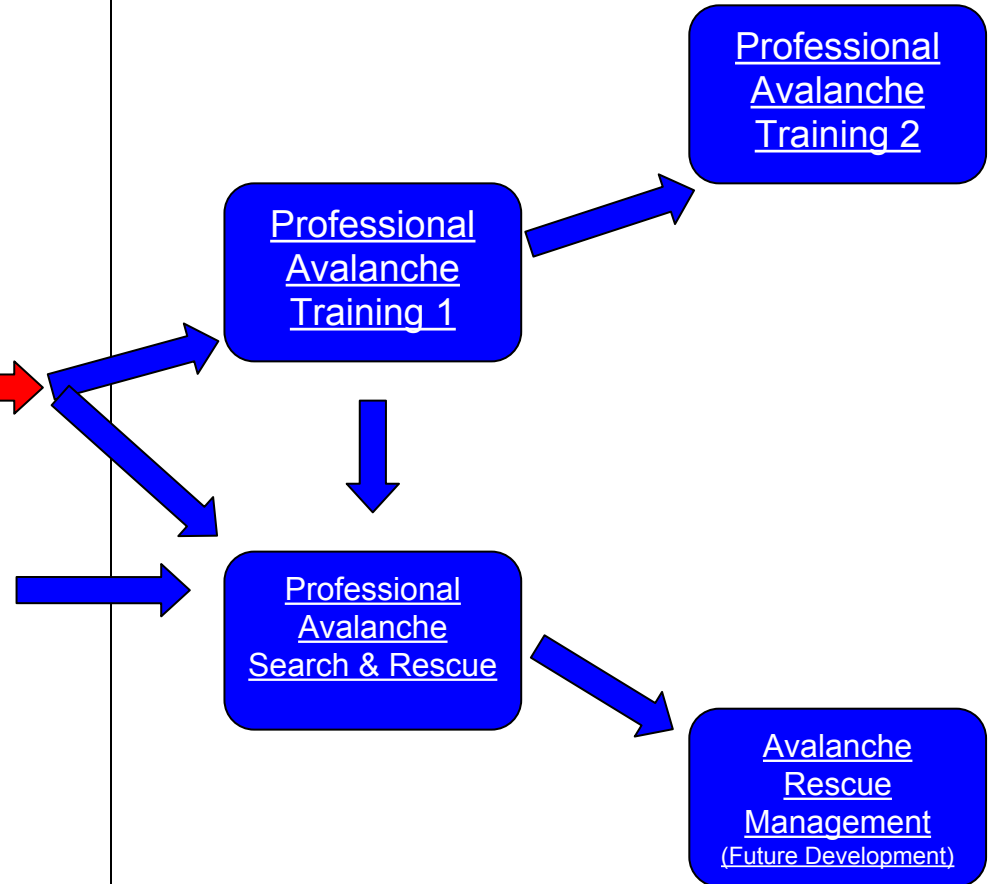 Professional
Avalanche
Training 2
Professional
Avalanche
Training 1
Professional
Avalanche
Search & Rescue
Avalanche
Rescue
Management
(Future Development)